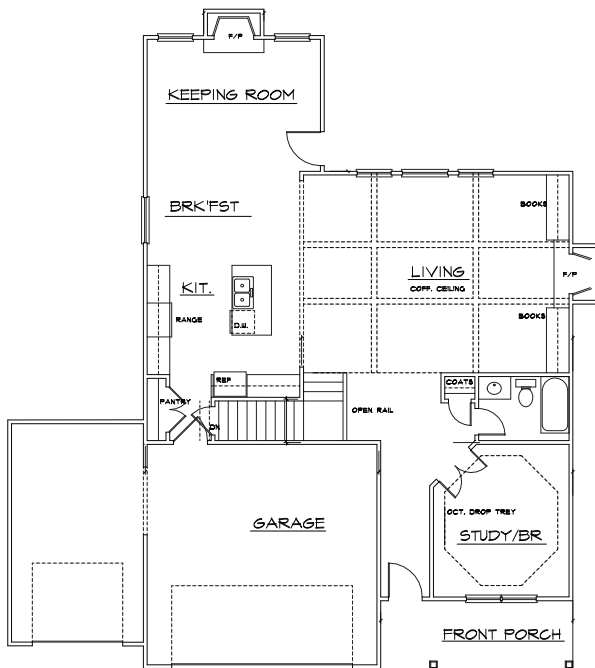 F/P
KEEPING ROOM
BRK'FST
BOOKS
LIVING
COFF. CEILING
F/P
KIT.
RANGE
D.W.
BOOKS
REF
COATS
PANTRY
OPEN RAIL
DN
OCT. DROP TREY
GARAGE
STUDY/BR
FRONT PORCH